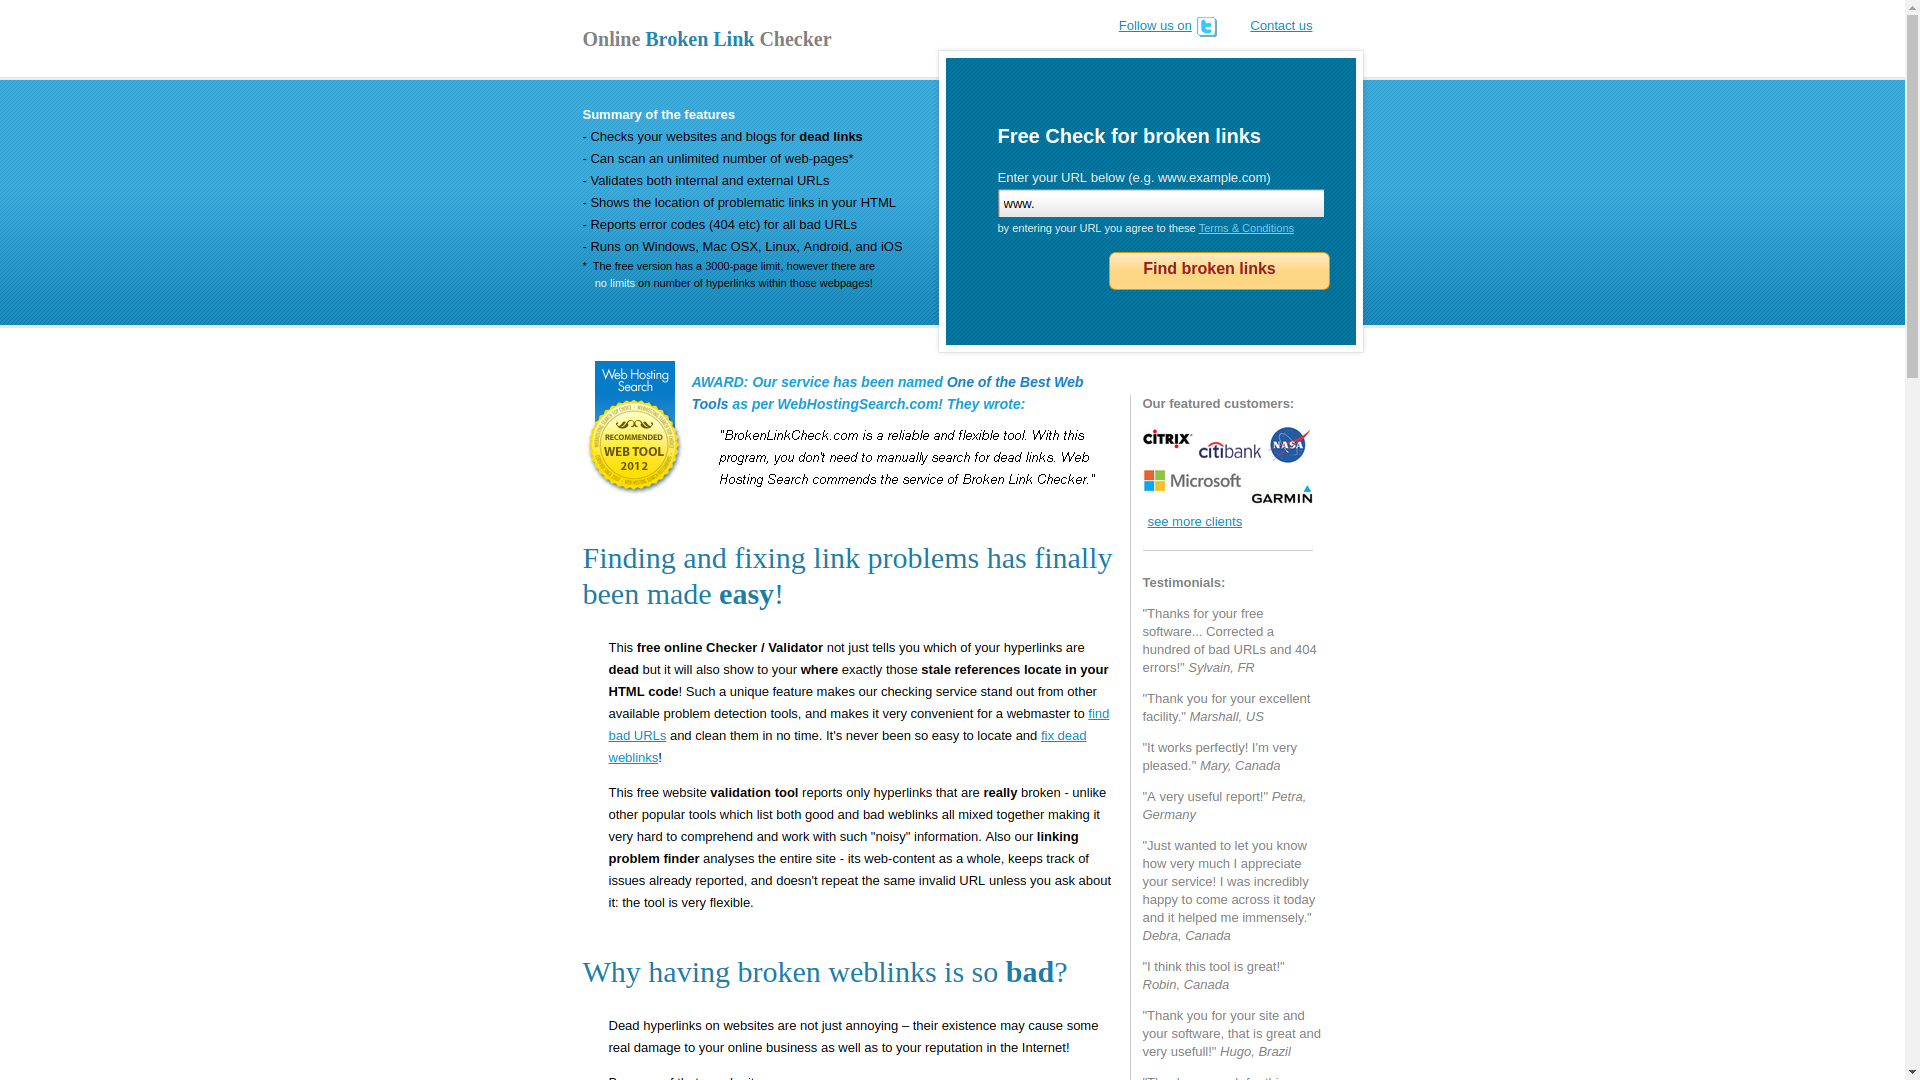 Online Broken Link Checker
Follow us on
Contact us
Summary of the features
- Checks your websites and blogs for dead links
- Can scan an unlimited number of web-pages*
- Validates both internal and external URLs
- Shows the location of problematic links in your HTML
- Reports error codes (404 etc) for all bad URLs
- Runs on Windows, Mac OSX, Linux, Android, and iOS
* The free version has a 3000-page limit, however there are
no limits on number of hyperlinks within those webpages!
Free Check for broken links
Enter your URL below (e.g. www.example.com)
www.
by entering your URL you agree to these Terms & Conditions
Find broken links
Web Hosting
Search
RECOMMENDED
WEB TOOL
2012
AWARD: Our service has been named One of the Best Web
Tools as per WebHostingSearch.com! They wrote:
"BrokenLinkCheck.com is a reliable and flexible tool. With this
program, you don't need to manually search for dead links. Web
Hosting Search commends the service of Broken Link Checker."
Finding and fixing link problems has finally
been made easy!
This free online Checker / Validator not just tells you which of your hyperlinks are
dead but it will also show to your where exactly those stale references locate in your
HTML code! Such a unique feature makes our checking service stand out from other
available problem detection tools, and makes it very convenient for a webmaster to find
bad URLs and clean them in no time. It's never been so easy to locate and fix dead
weblinks!
This free website validation tool reports only hyperlinks that are really broken - unlike
other popular tools which list both good and bad weblinks all mixed together making it
very hard to comprehend and work with such "noisy" information. Also our linking
problem finder analyses the entire site - its web-content as a whole, keeps track of
issues already reported, and doesn't repeat the same invalid URL unless you ask about
it: the tool is very flexible.
Why having broken weblinks is so bad?
Dead hyperlinks on websites are not just annoying – their existence may cause some
real damage to your online business as well as to your reputation in the Internet!
Our featured customers:
CITRIX
citibank
NASA
Microsoft
GARMIN
see more clients
Testimonials:
"Thanks for your free
software... Corrected a
hundred of bad URLs and 404
errors!" Sylvain, FR
"Thank you for your excellent
facility." Marshall, US
"It works perfectly! I'm very
pleased." Mary, Canada
"A very useful report!" Petra,
Germany
"Just wanted to let you know
how very much I appreciate
your service! I was incredibly
happy to come across it today
and it helped me immensely."
Debra, Canada
"I think this tool is great!"
Robin, Canada
"Thank you for your site and
your software, that is great and
very usefull!" Hugo, Brazil